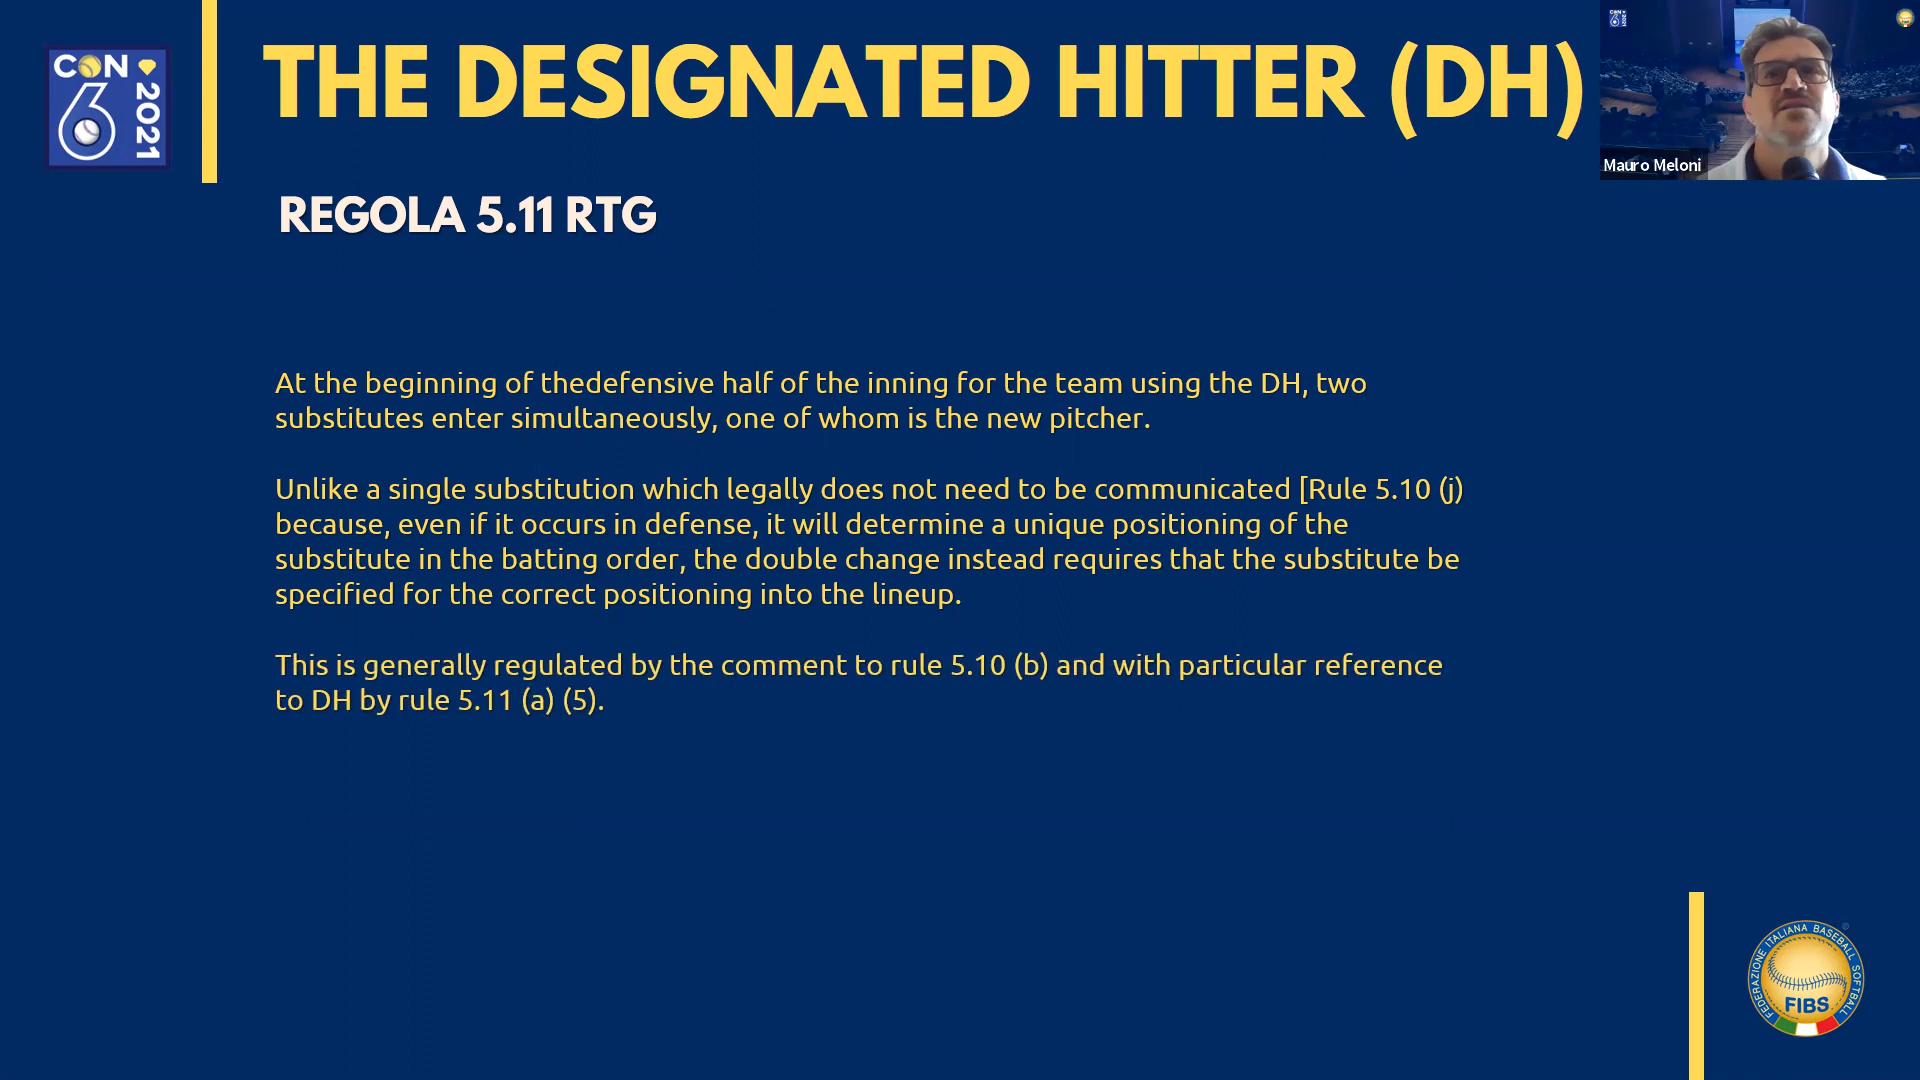 CON
6
2021
THE DESIGNATED HITTER (DH)
Mauro Meloni
REGOLA 5.11 RTG
At the beginning of thedefensive half of the inning for the team using the DH, two
substitutes enter simultaneously, one of whom is the new pitcher.
Unlike a single substitution which legally does not need to be communicated [Rule 5.10 (j)
because, even if it occurs in defense, it will determine a unique positioning of the
substitute in the batting order, the double change instead requires that the substitute be
specified for the correct positioning into the lineup.
This is generally regulated by the comment to rule 5.10 (b) and with particular reference
to DH by rule 5.11 (a) (5).
FEDERAZIONE ITALIANA BASEBALL SOFTBALL
FIBS